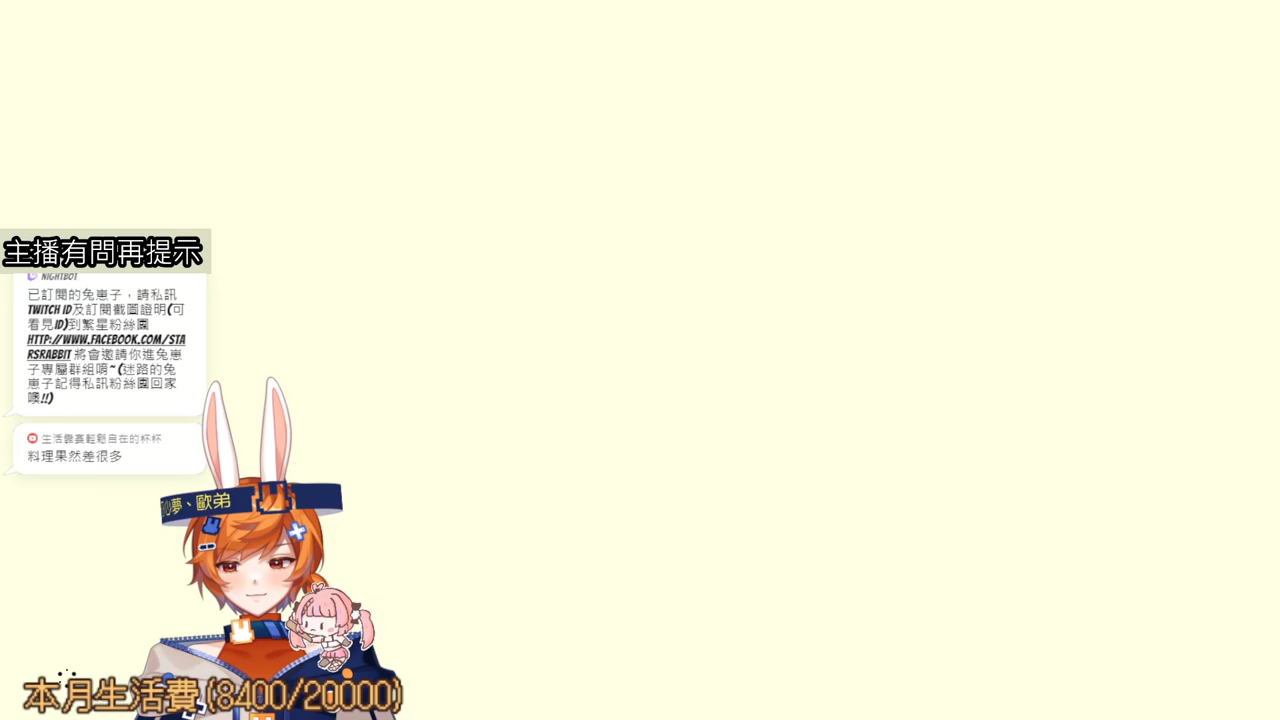 主播有問再提示
NIGHTBOT
已訂閱的兔崽子，請私訊
TWITCH ID及訂閱截圖證明(可
看見ID)到繁星粉絲團
HTTP://WWW.FACEBOOK.COM/STA
RSRABBIT 將會邀請你進兔崽
子專屬群組唷~(迷路的兔
崽子記得私訊粉絲團回家
噢!!)
生活需要輕鬆自在的杯杯
料理果然差很多
夢、歐弟
本月生活費(8400/20000)